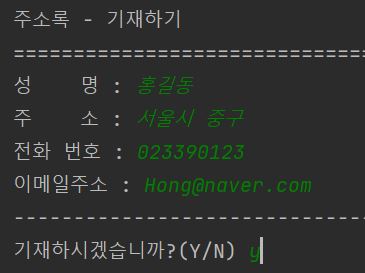 주소록 - 기재하기
===============================
성    명 : 홍길동
주    소 : 서울시 중구
전화 번호 : 023390123
이메일주소 : Hong@naver.com
-------------------------------
기재하시겠습니까?(Y/N) y